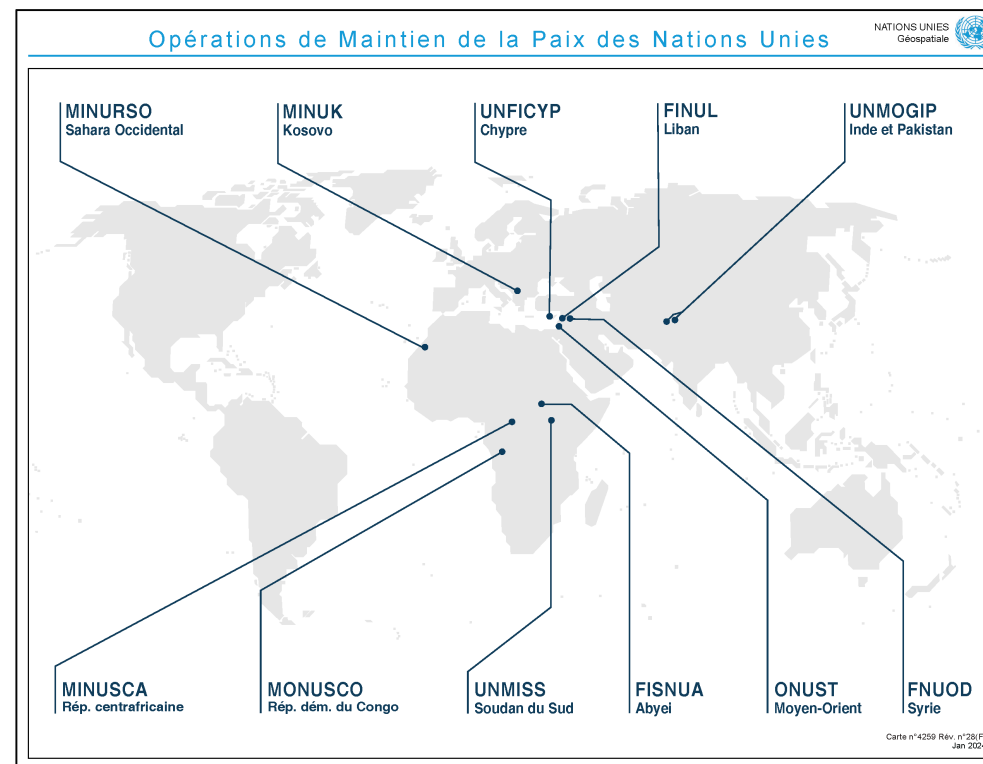 Opérations de Maintien de la Paix des Nations Unies
NATIONS UNIES
Géospatiale
MINURSO
Sahara Occidental
MINUK
Kosovo
UNFICYP
Chypre
FINUL
Liban
UNMOGIP
Inde et Pakistan
MINUSCA
Rép. centrafricaine
MONUSCO
Rép. dém. du Congo
UNMISS
Soudan du Sud
FISNUA
Abyei
ONUST
Moyen-Orient
FNUOD
Syrie
Carte n°4259 Rév. n°28(F
Jan 2024